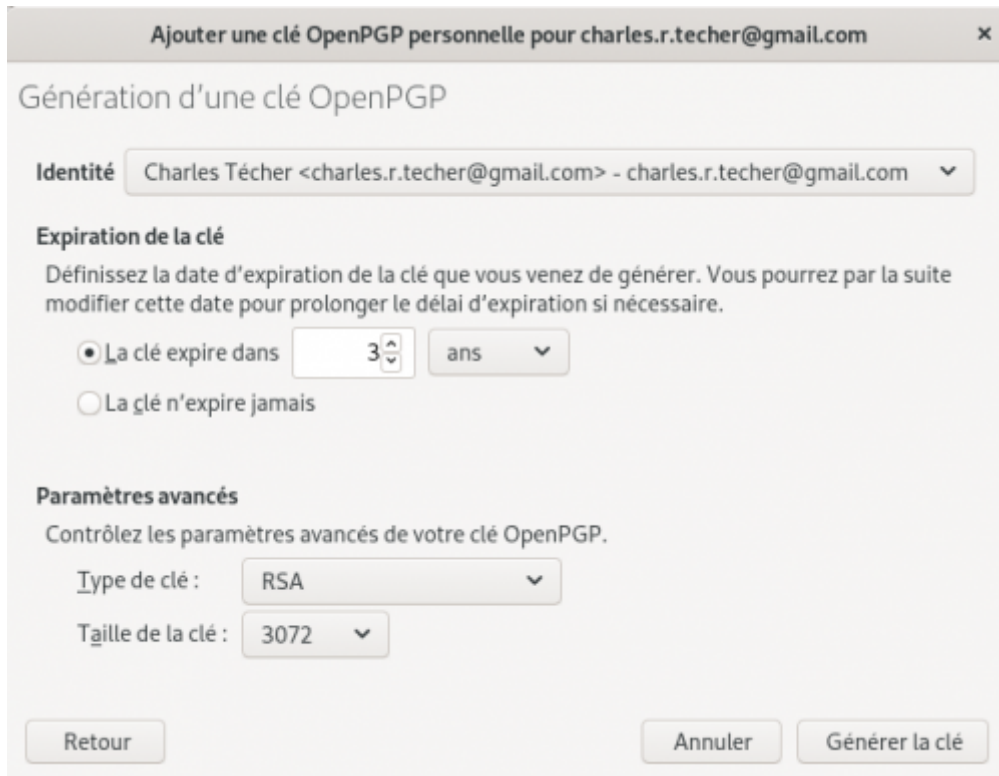 Ajouter une clé OpenPGP personnelle pour charles.r.techer@gmail.com ×
Génération d'une clé OpenPGP
Identité Charles Técher <charles.r.techer@gmail.com> - charles.r.techer@gmail.com
Expiration de la clé
Définissez la date d'expiration de la clé que vous venez de générer. Vous pourrez par la suite
modifier cette date pour prolonger le délai d'expiration si nécessaire.
La clé expire dans 3 ans
La clé n'expire jamais
Paramètres avancés
Contrôlez les paramètres avancés de votre clé OpenPGP.
Type de clé : RSA
Taille de la clé : 3072
Retour Annuler Générer la clé